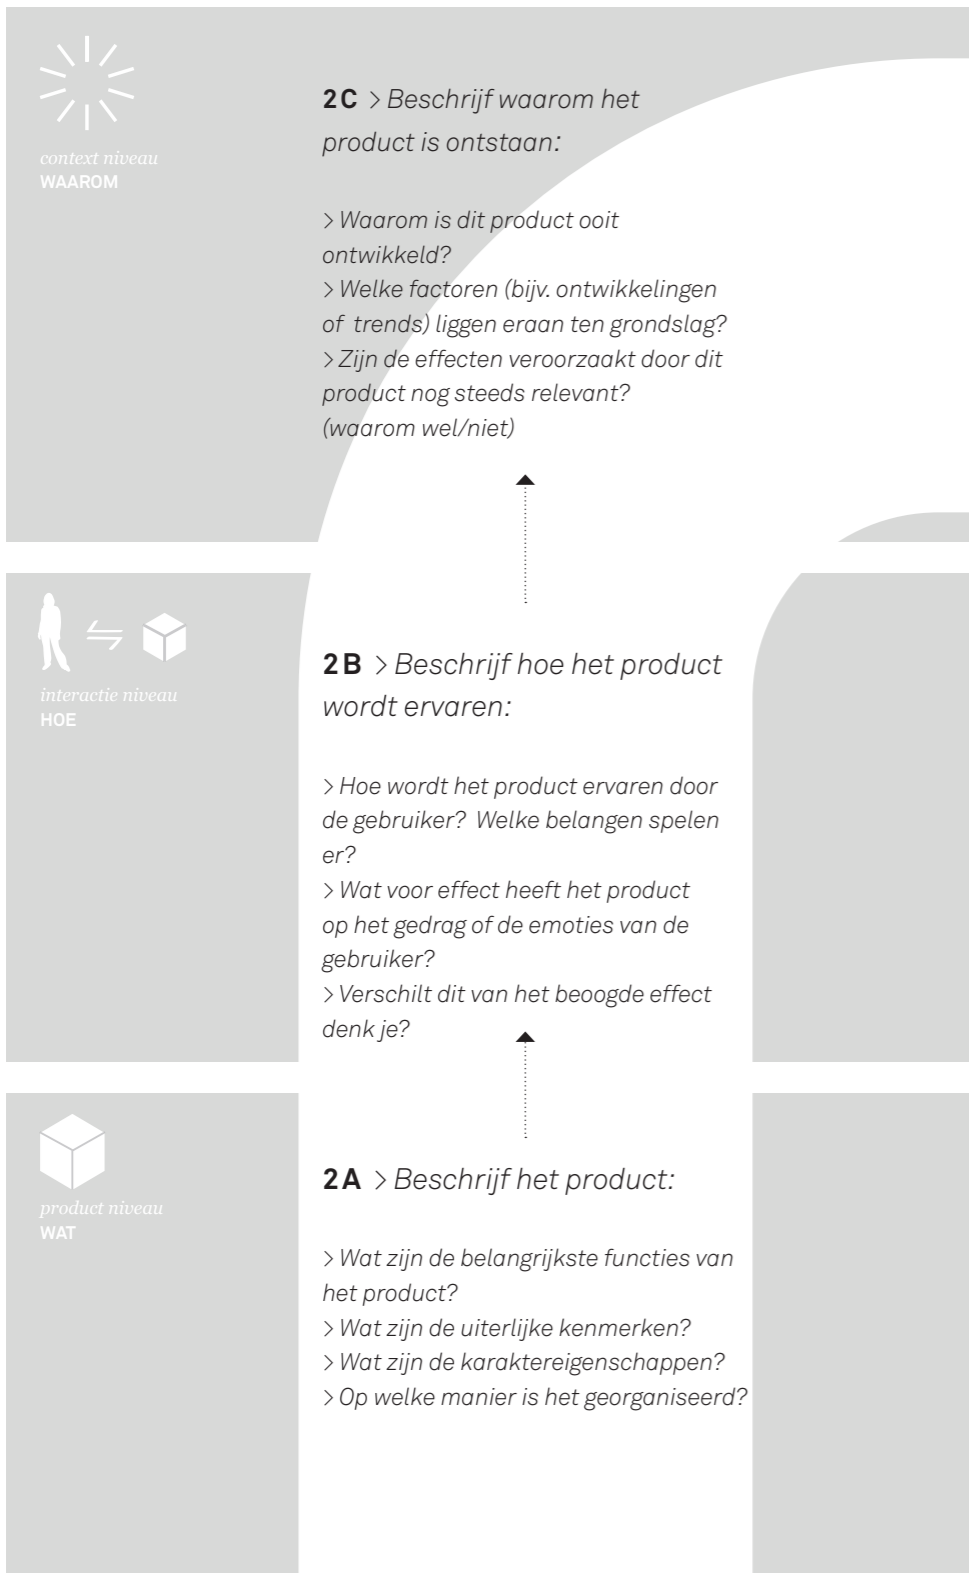 context niveau
WAAROM
2C > Beschrijf waarom het
product is ontstaan:
> Waarom is dit product ooit
ontwikkeld?
> Welke factoren (bijv. ontwikkelingen
of trends) liggen eraan ten grondslag?
> Zijn de effecten veroorzaakt door dit
product nog steeds relevant?
(waarom wel/niet)
interactie niveau
HOE
2B > Beschrijf hoe het product
wordt ervaren:
> Hoe wordt het product ervaren door
de gebruiker? Welke belangen spelen
er?
> Wat voor effect heeft het product
op het gedrag of de emoties van de
gebruiker?
> Verschilt dit van het beoogde effect
denk je?
product niveau
WAT
2A > Beschrijf het product:
> Wat zijn de belangrijkste functies van
het product?
> Wat zijn de uiterlijke kenmerken?
> Wat zijn de karaktereigenschappen?
> Op welke manier is het georganiseerd?